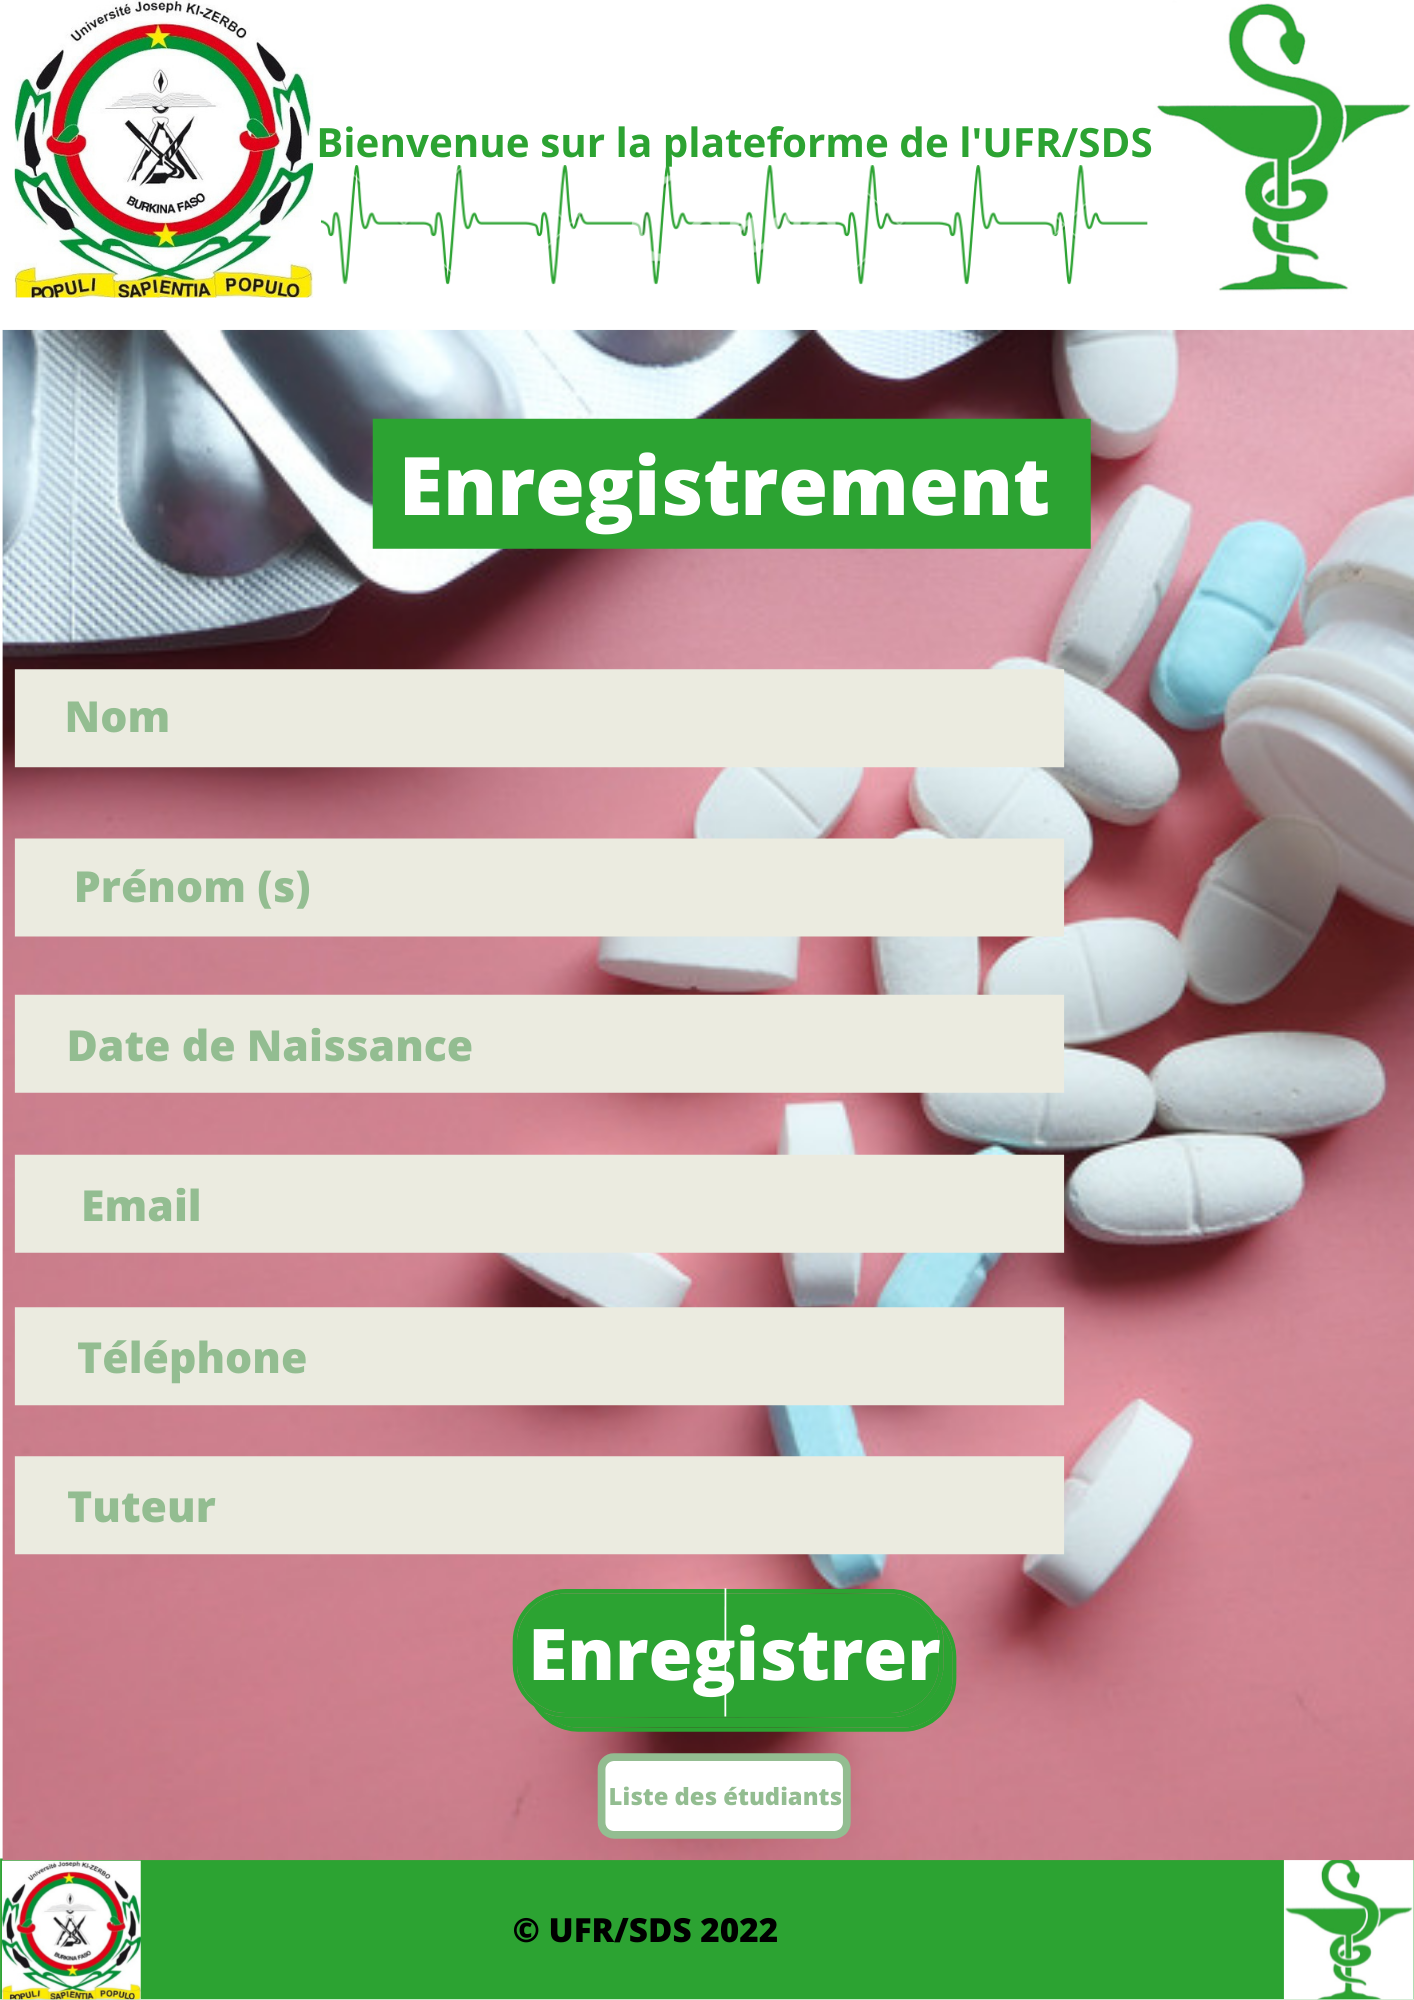 Université Joseph KI-ZERBO
BURKINA FASO
POPULI SAPIENTIA POPULO
Bienvenue sur la plateforme de l'UFR/SDS
Enregistrement
Nom
Prénom (s)
Date de Naissance
Email
Téléphone
Tuteur
Enregistrer
Liste des étudiants
Université Joseph KI-ZERBO
BURKINA FASO
POPULI SAPIENTIA POPULO
© UFR/SDS 2022